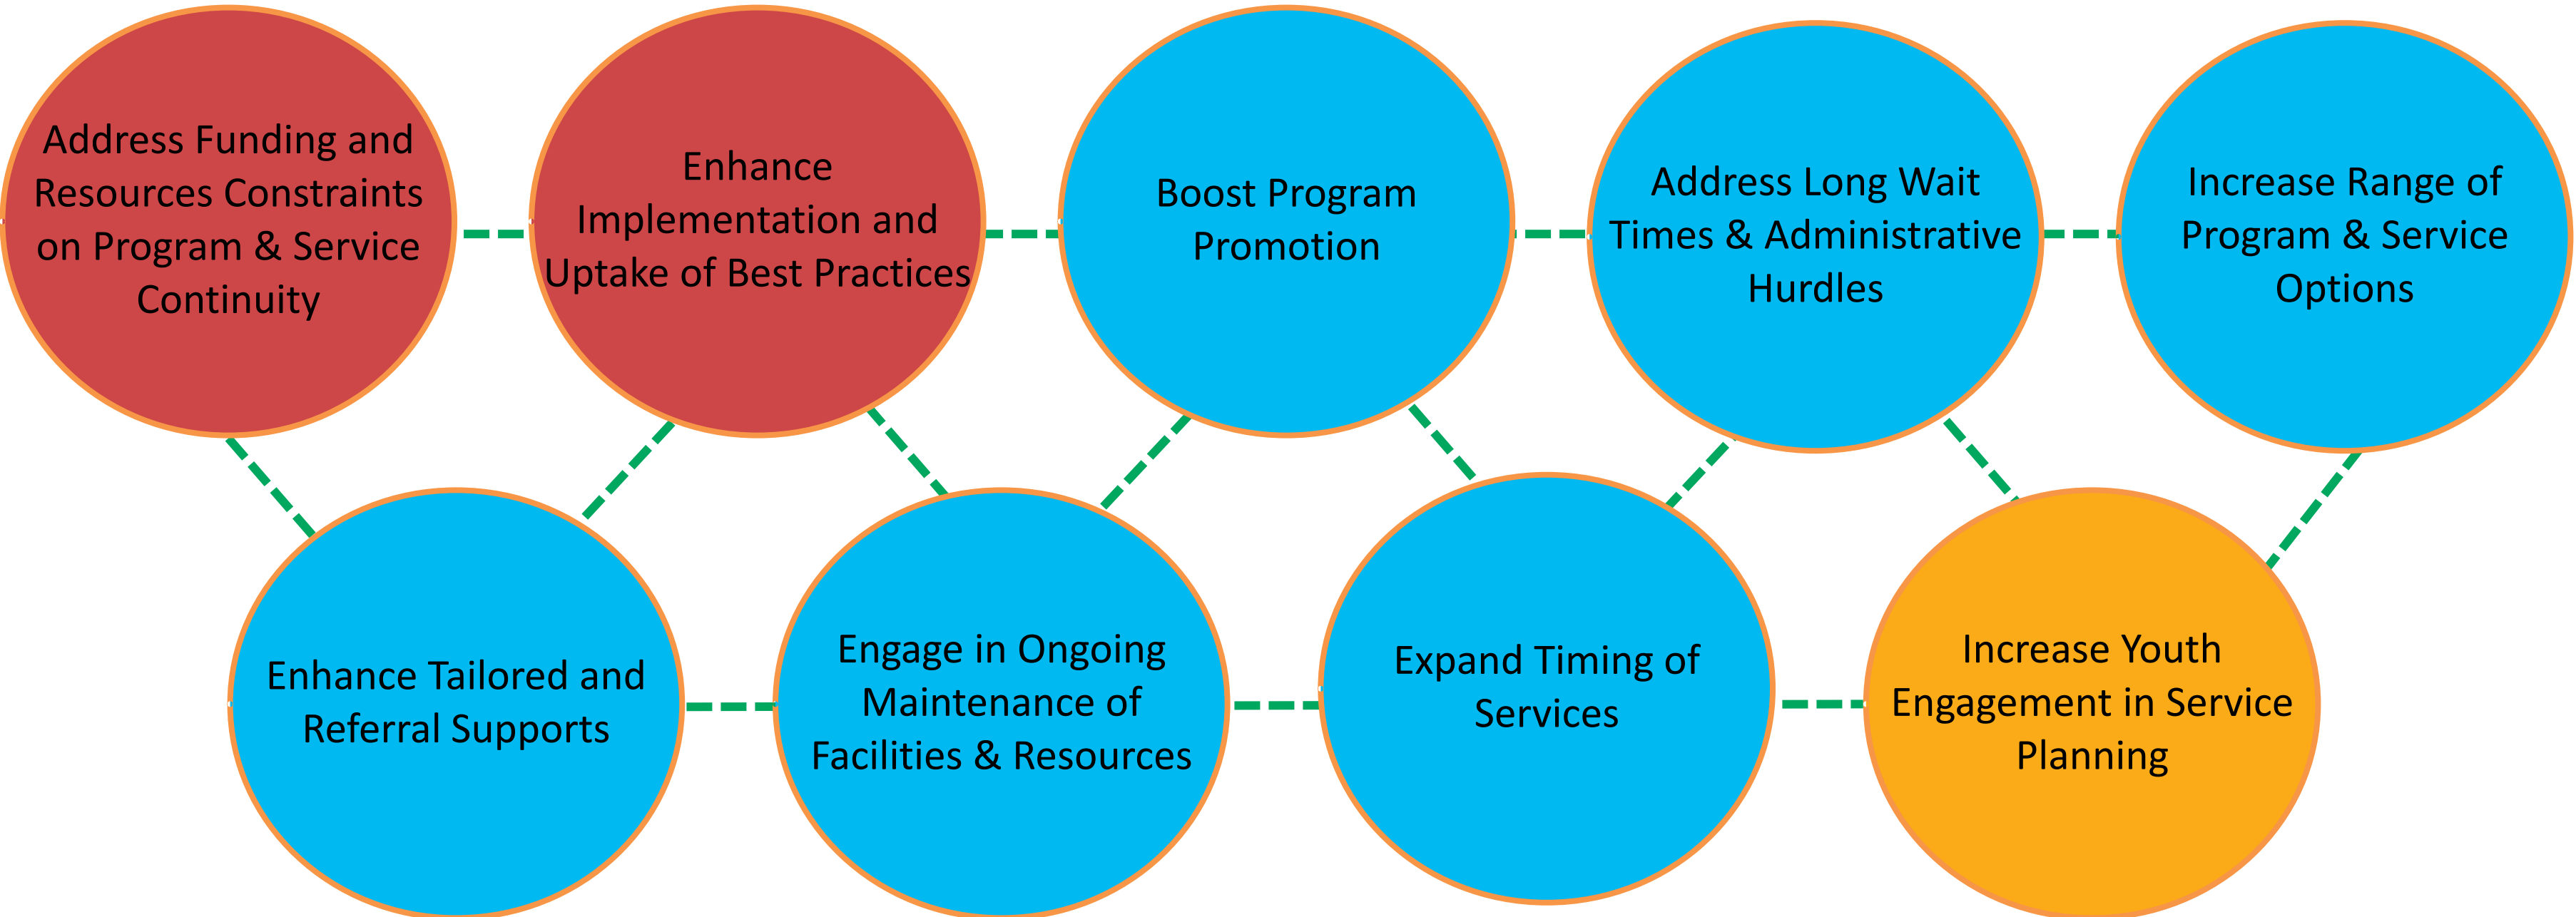 Address Funding and
Resources Constraints
on Program & Service
Continuity
Enhance
Implementation and
Uptake of Best Practices
Boost Program
Promotion
Address Long Wait
Times & Administrative
Hurdles
Increase Range of
Program & Service
Options
Enhance Tailored and
Referral Supports
Engage in Ongoing
Maintenance of
Facilities & Resources
Expand Timing of
Services
Increase Youth
Engagement in Service
Planning